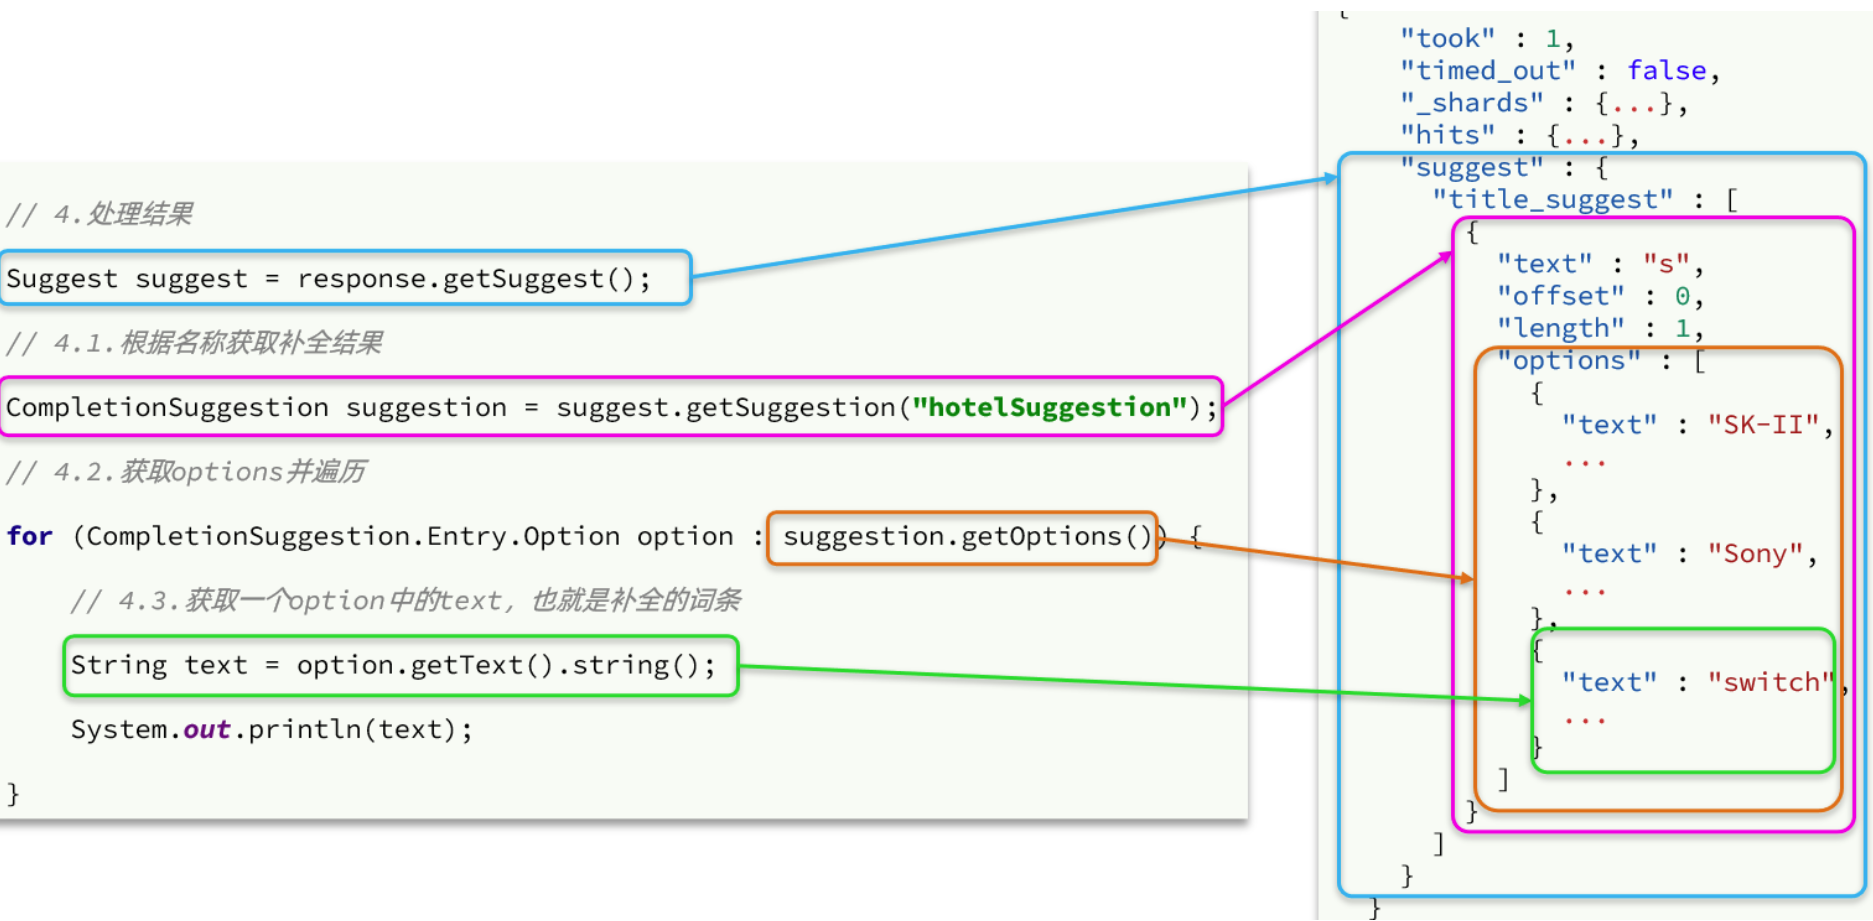 // 4.处理结果
Suggest suggest = response.getSuggest();
// 4.1.根据名称获取补全结果
CompletionSuggestion suggestion = suggest.getSuggestion("hotelSuggestion");
// 4.2.获取options并遍历
for (CompletionSuggestion.Entry.Option option : suggestion.getOptions()) {
    // 4.3.获取一个option中的text，也就是补全的词条
    String text = option.getText().string();
    System.out.println(text);
}
{
  "took" : 1,
  "timed_out" : false,
  "_shards" : {...},
  "hits" : {...},
  "suggest" : {
    "title_suggest" : [
      {
        "text" : "s",
        "offset" : 0,
        "length" : 1,
        "options" : [
          {
            "text" : "SK-II",
            ...
          },
          {
            "text" : "Sony",
            ...
          },
          {
            "text" : "switch",
            ...
          }
        ]
      }
    ]
  }
}